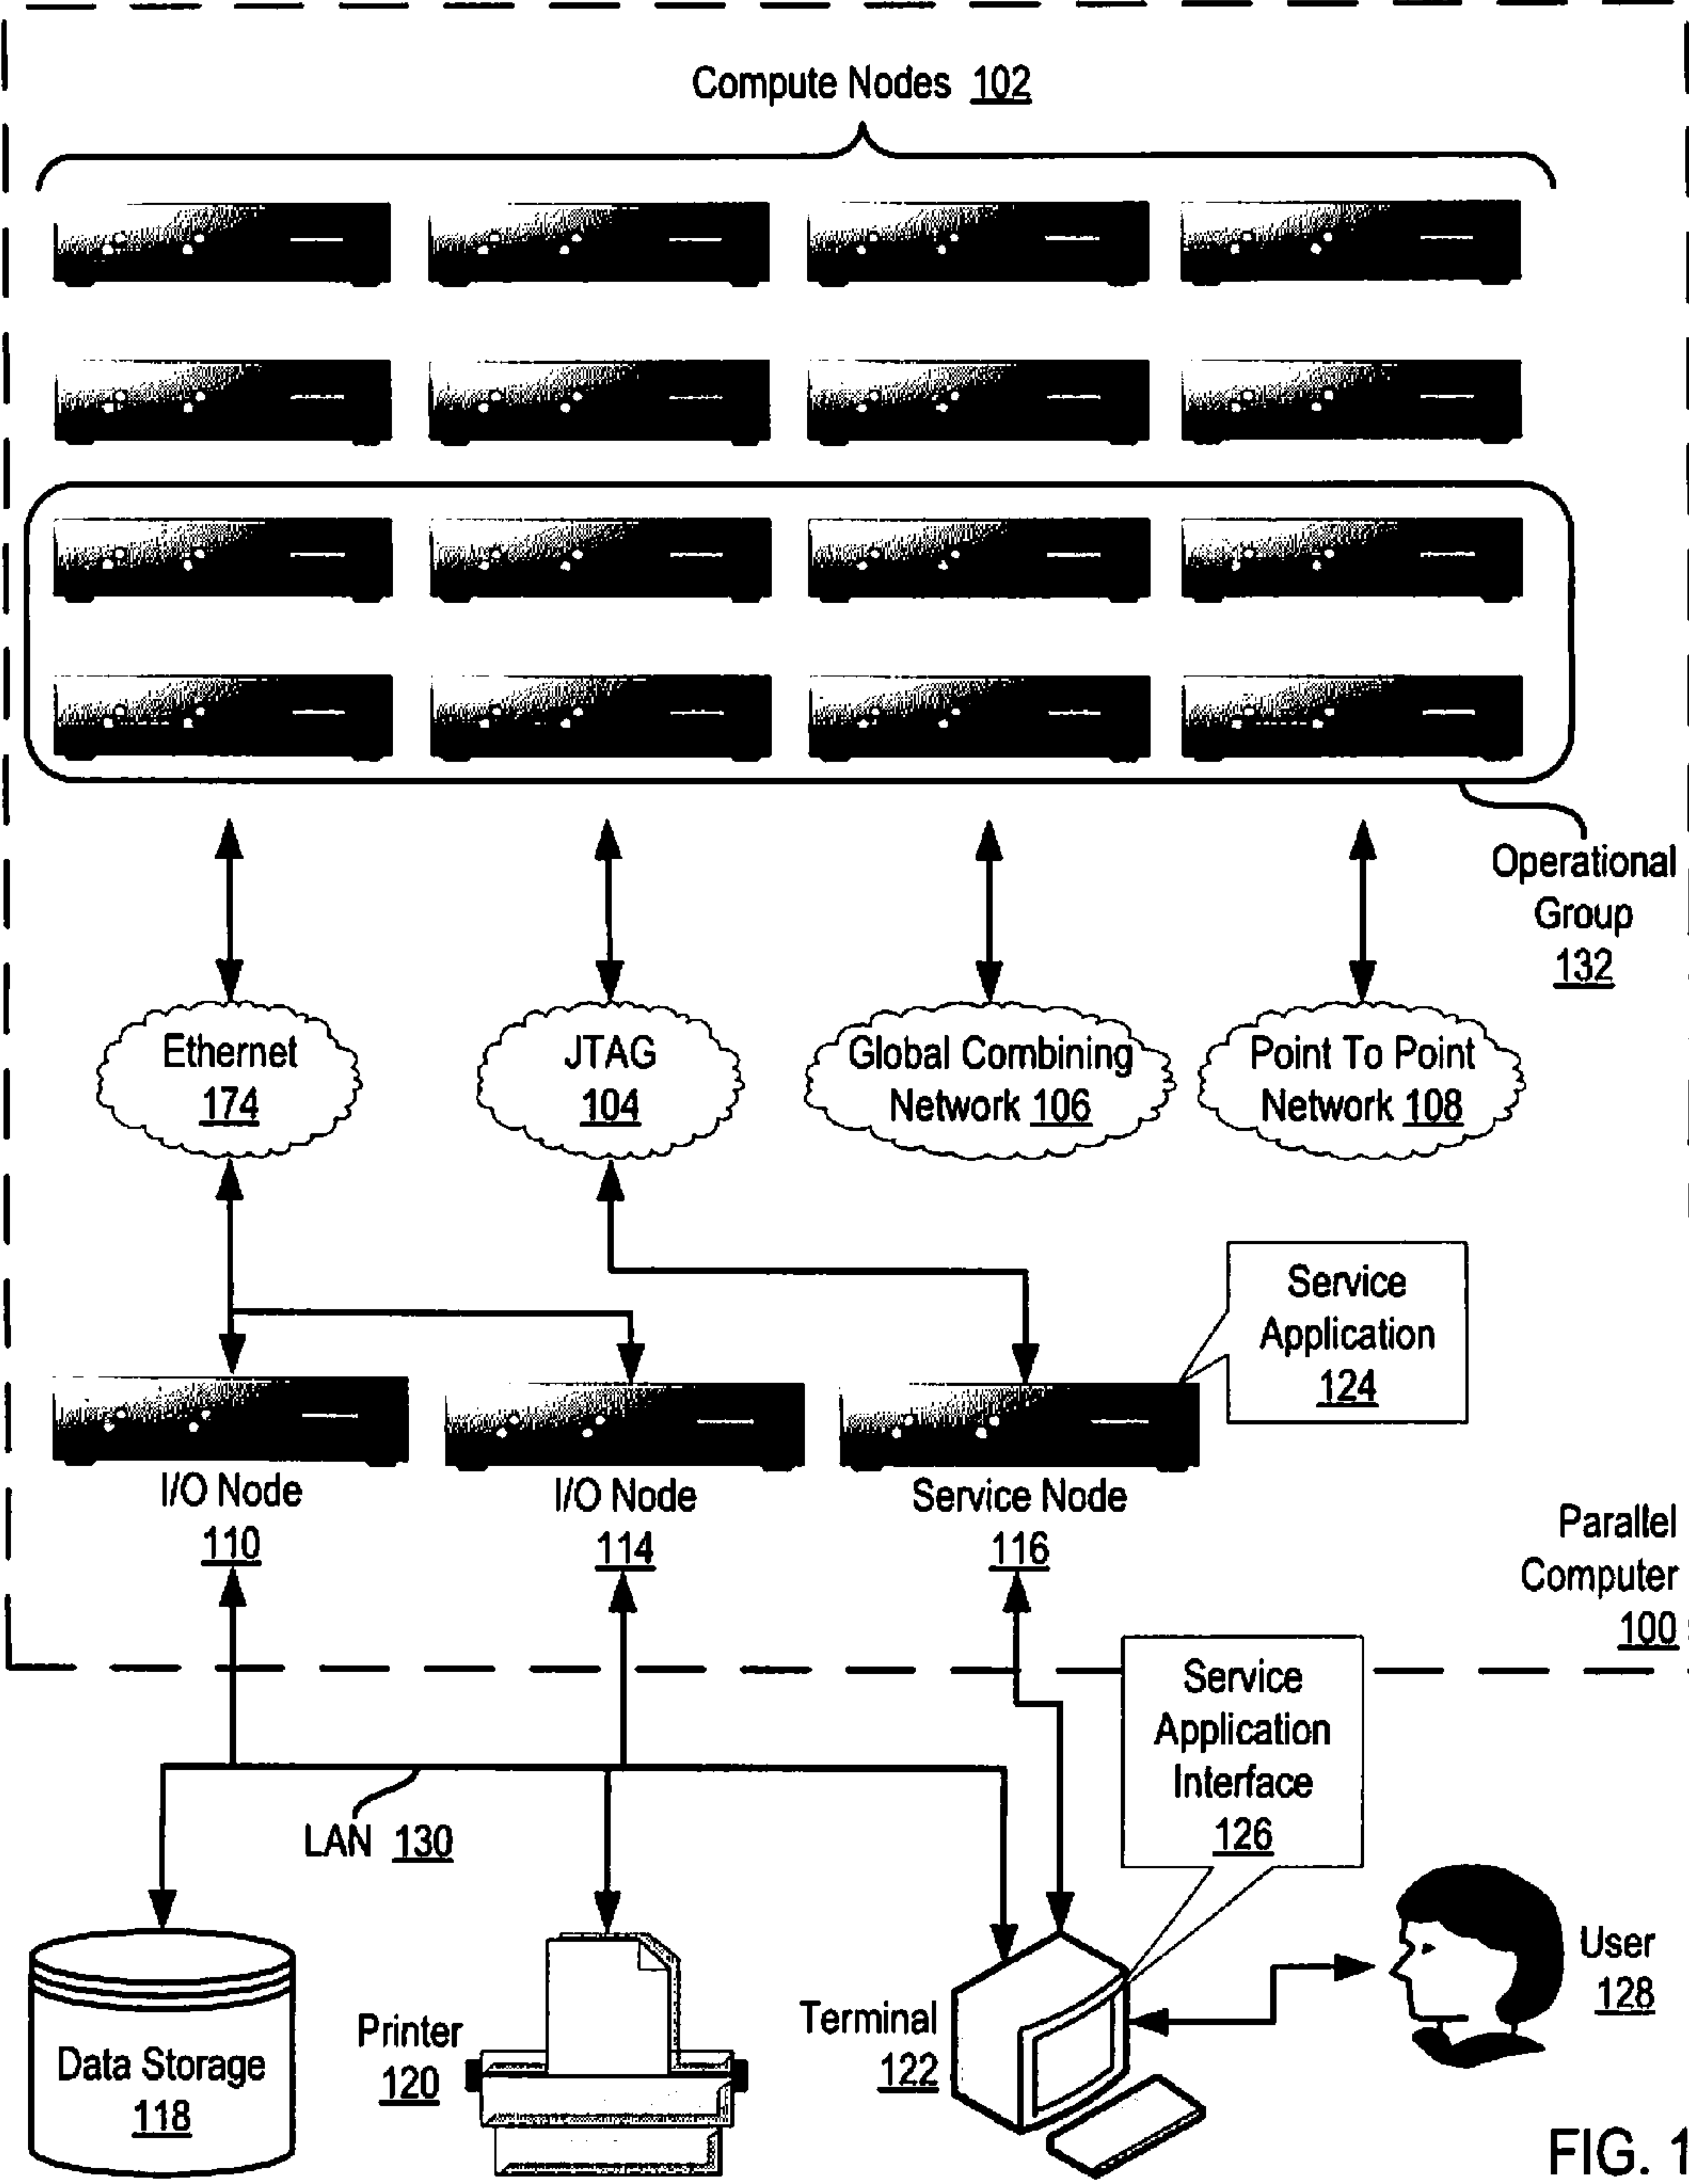 Compute Nodes 102
Operational
Group
132
Ethernet
174
JTAG
104
Global Combining
Network 106
Point To Point
Network 108
Service
Application
124
I/O Node
110
I/O Node
114
Service Node
116
Parallel
Computer
100
Service
Application
Interface
126
LAN 130
Data Storage
118
Printer
120
Terminal
122
User
128
FIG. 1